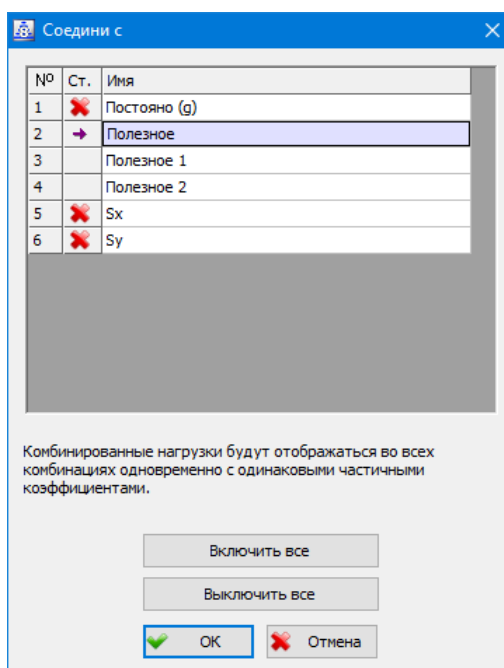 Соедини с
№ Ст. Имя
1 Постояно (g)
2 Полезное
3 Полезное 1
4 Полезное 2
5 Sx
6 Sy
Комбинированные нагрузки будут отображаться во всех
комбинациях одновременно с одинаковыми частичными
коэффициентами.
Включить все
Выключить все
OK Отмена